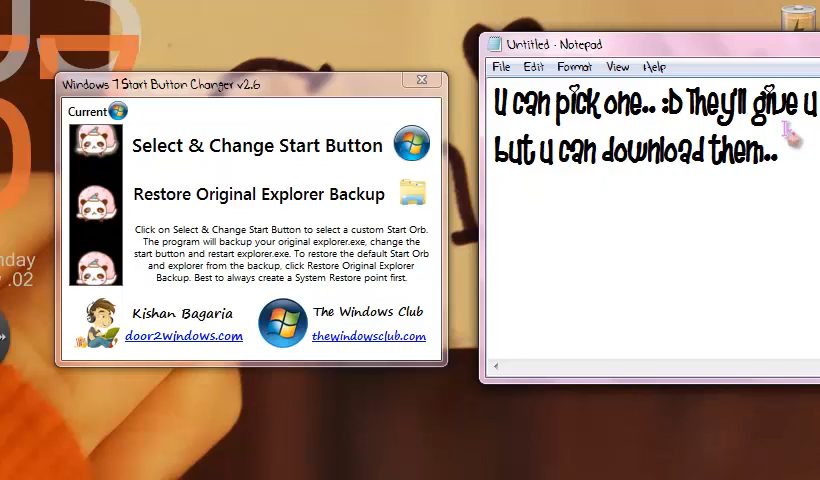 Windows 7 Start Button Changer v2.6
Current
Select & Change Start Button
Restore Original Explorer Backup
Click on Select & Change Start Button to select a custom Start Orb.
The program will backup your original explorer.exe, change the
start button and restart explorer.exe. To restore the default Start Orb
and explorer from the backup, click Restore Original Explorer
Backup. Best to always create a System Restore point first.
Kishan Bagaria
door2windows.com
The Windows Club
thewindowsclub.com
Untitled - Notepad
File Edit Format View Help
U can pick one.. :D They'll give u
but u can download them..
nday
.02